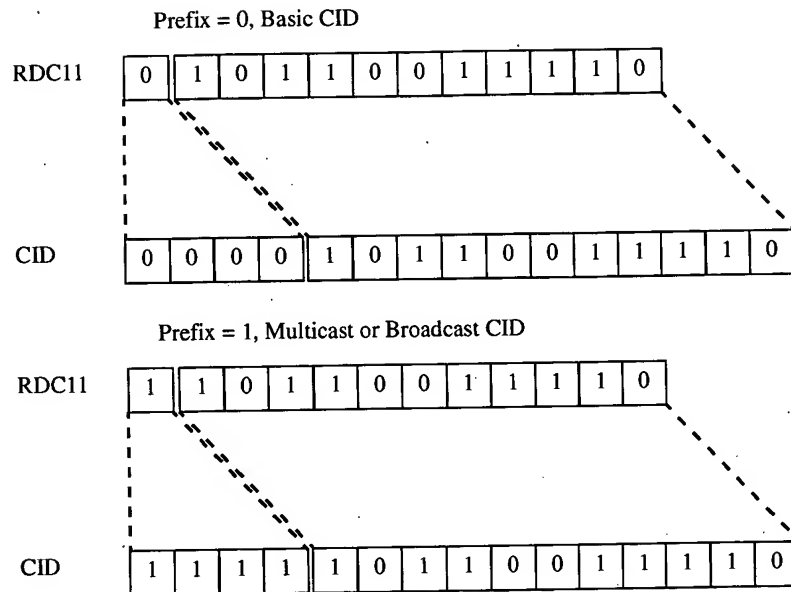 Prefix = 0, Basic CID
RDC11 0 1 0 1 1 0 0 1 1 1 1 0
CID 0 0 0 0 1 0 1 1 0 0 1 1 1 1 0
Prefix = 1, Multicast or Broadcast CID
RDC11 1 1 0 1 1 0 0 1 1 1 1 0
CID 1 1 1 1 1 0 1 1 0 0 1 1 1 1 0